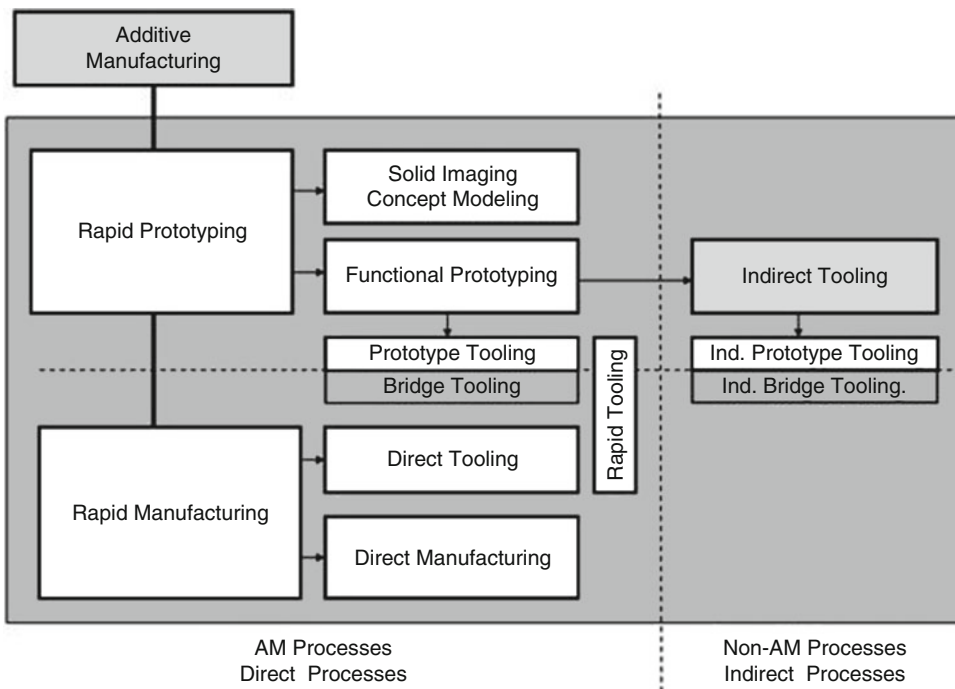 Additive
Manufacturing
Rapid Prototyping
Solid Imaging
Concept Modeling
Functional Prototyping
Indirect Tooling
Prototype Tooling
Bridge Tooling
Rapid Tooling
Ind. Prototype Tooling
Ind. Bridge Tooling.
Rapid Manufacturing
Direct Tooling
Direct Manufacturing
AM Processes
Direct Processes
Non-AM Processes
Indirect Processes